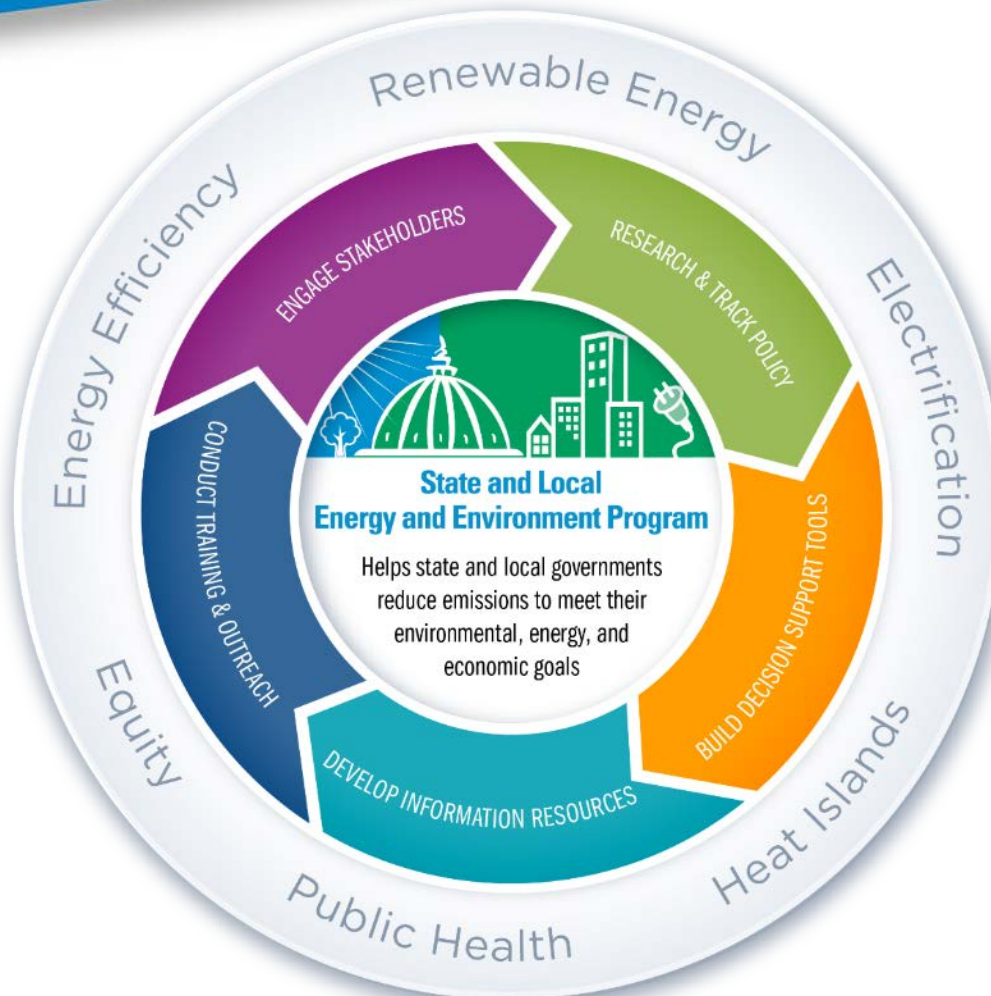 Renewable Energy
Electrification
Heat Islands
Public Health
Equity
Energy Efficiency
ENGAGE STAKEHOLDERS
RESEARCH & TRACK POLICY
BUILD DECISION SUPPORT TOOLS
DEVELOP INFORMATION RESOURCES
CONDUCT TRAINING & OUTREACH
State and Local
Energy and Environment Program
Helps state and local governments
reduce emissions to meet their
environmental, energy, and
economic goals